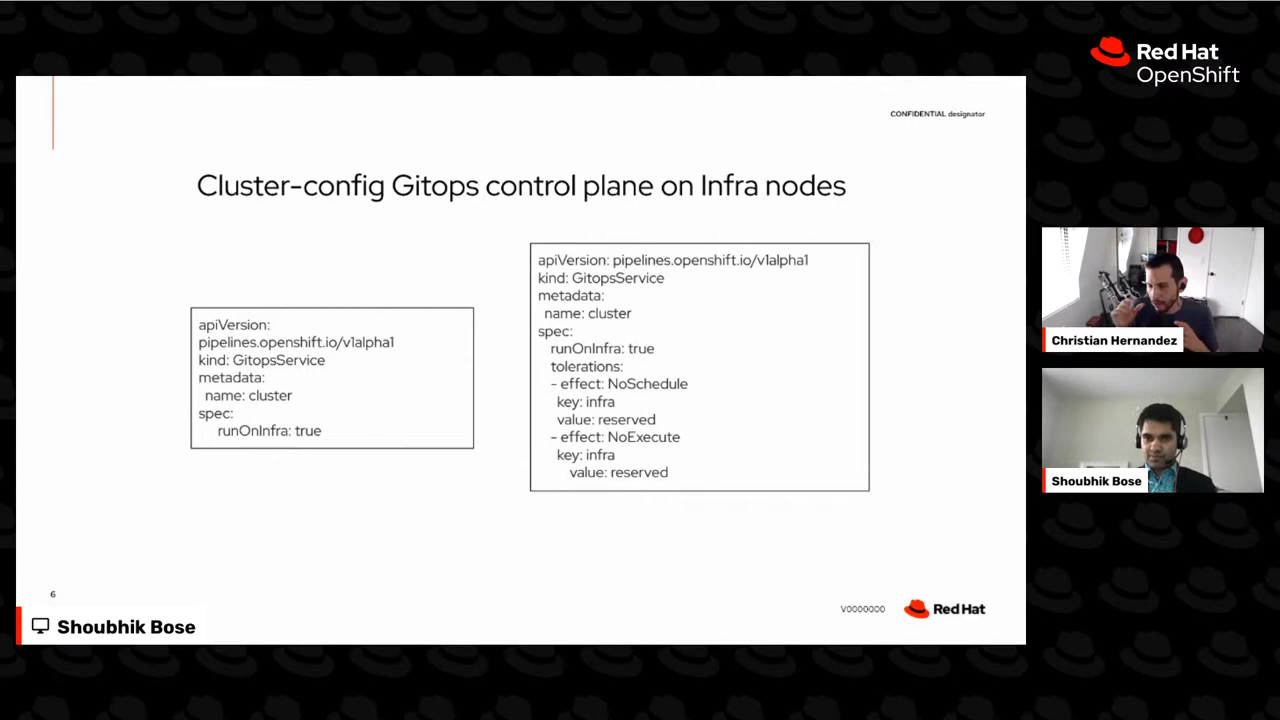 Red Hat
OpenShift
CONFIDENTIAL designator
Cluster-config Gitops control plane on Infra nodes
apiVersion:
pipelines.openshift.io/v1alpha1
kind: GitopsService
metadata:
name: cluster
spec:
runOnInfra: true
apiVersion: pipelines.openshift.io/v1alpha1
kind: GitopsService
metadata:
name: cluster
spec:
runOnInfra: true
tolerations:
- effect: NoSchedule
key: infra
value: reserved
- effect: NoExecute
key: infra
value: reserved
Christian Hernandez
Shoubhik Bose
6
V0000000
Red Hat
Shoubhik Bose